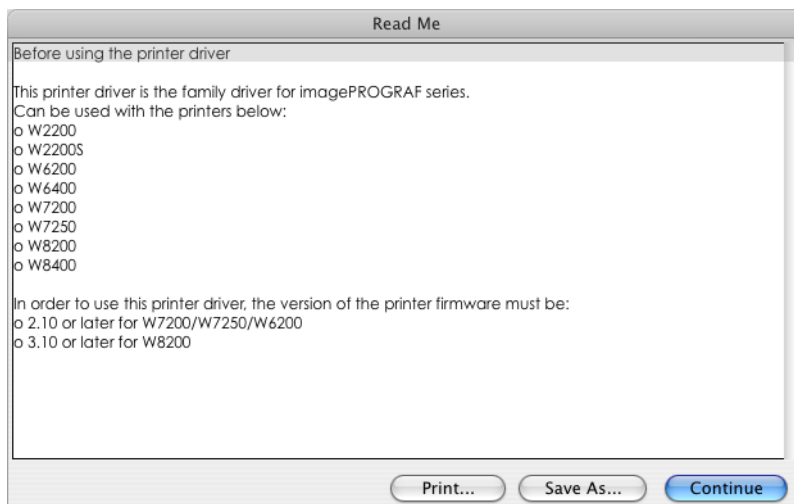 Read Me
Before using the printer driver
This printer driver is the family driver for imagePROGRAF series.
Can be used with the printers below:
o W2200
o W2200S
o W6200
o W6400
o W7200
o W7250
o W8200
o W8400
In order to use this printer driver, the version of the printer firmware must be:
o 2.10 or later for W7200/W7250/W6200
o 3.10 or later for W8200
Print... Save As... Continue